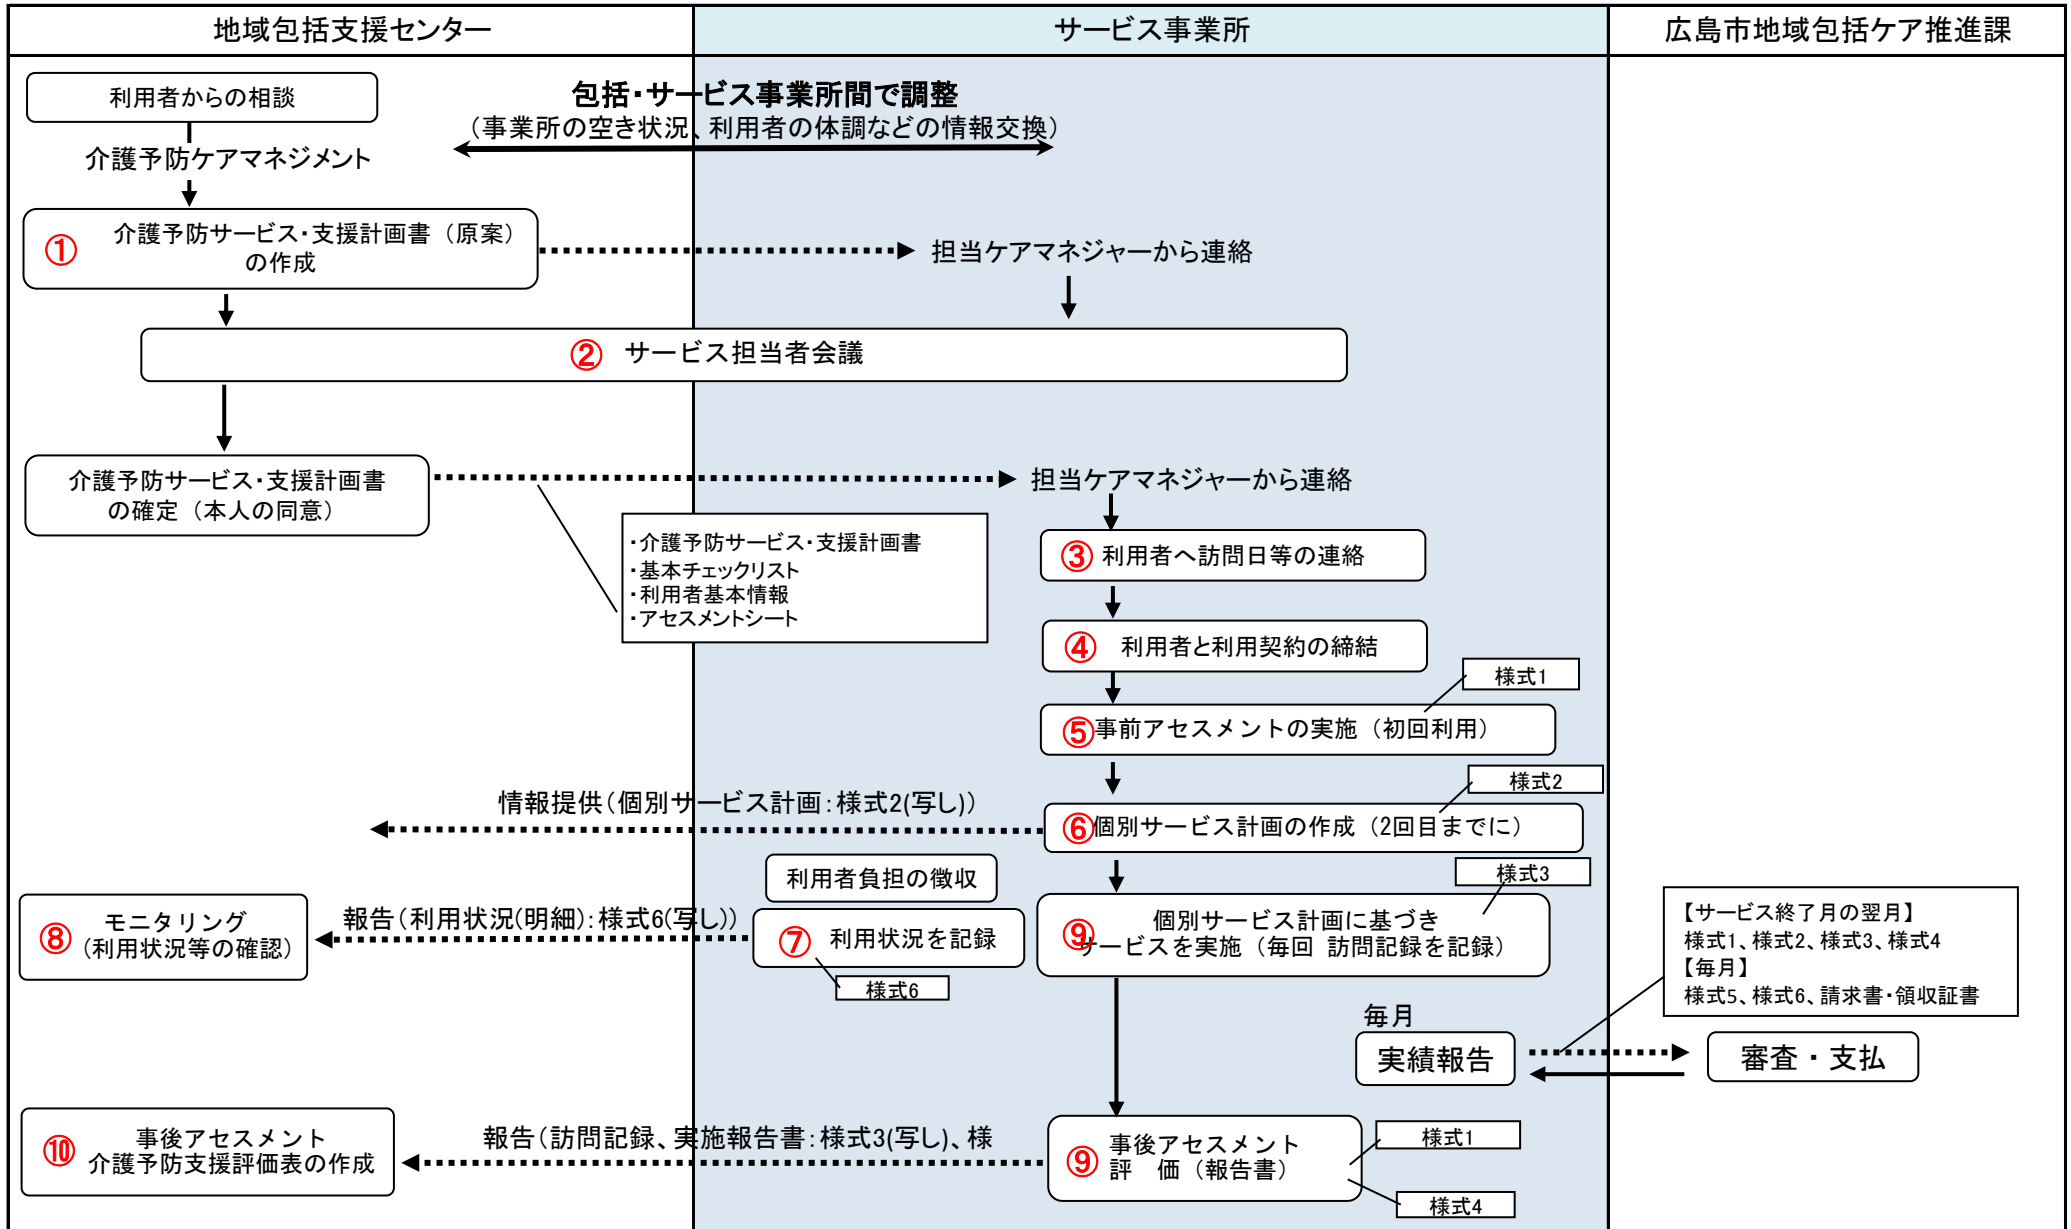 地域包括支援センター
サービス事業所
広島市地域包括ケア推進課
利用者からの相談
包括・サービス事業所間で調整
（事業所の空き状況、利用者の体調などの情報交換）
介護予防ケアマネジメント
① 介護予防サービス・支援計画書（原案）
の作成
担当ケアマネジャーから連絡
② サービス担当者会議
介護予防サービス・支援計画書
の確定（本人の同意）
担当ケアマネジャーから連絡
・介護予防サービス・支援計画書
・基本チェックリスト
・利用者基本情報
・アセスメントシート
③ 利用者へ訪問日等の連絡
④ 利用者と利用契約の締結
様式1
⑤ 事前アセスメントの実施（初回利用）
様式2
情報提供（個別サービス計画：様式2(写し)）
⑥ 個別サービス計画の作成（2回目までに）
様式3
利用者負担の徴収
⑧ モニタリング
（利用状況等の確認）
報告（利用状況(明細)：様式6(写し)）
⑦ 利用状況を記録
様式6
⑨ 個別サービス計画に基づき
サービスを実施（毎回 訪問記録を記録）
【サービス終了月の翌月】
様式1、様式2、様式3、様式4
【毎月】
様式5、様式6、請求書・領収証書
毎月
実績報告
審査・支払
⑩ 事後アセスメント
介護予防支援評価表の作成
報告（訪問記録、実施報告書：様式3(写し)、様
⑨ 事後アセスメント
評　価（報告書）
様式1
様式4